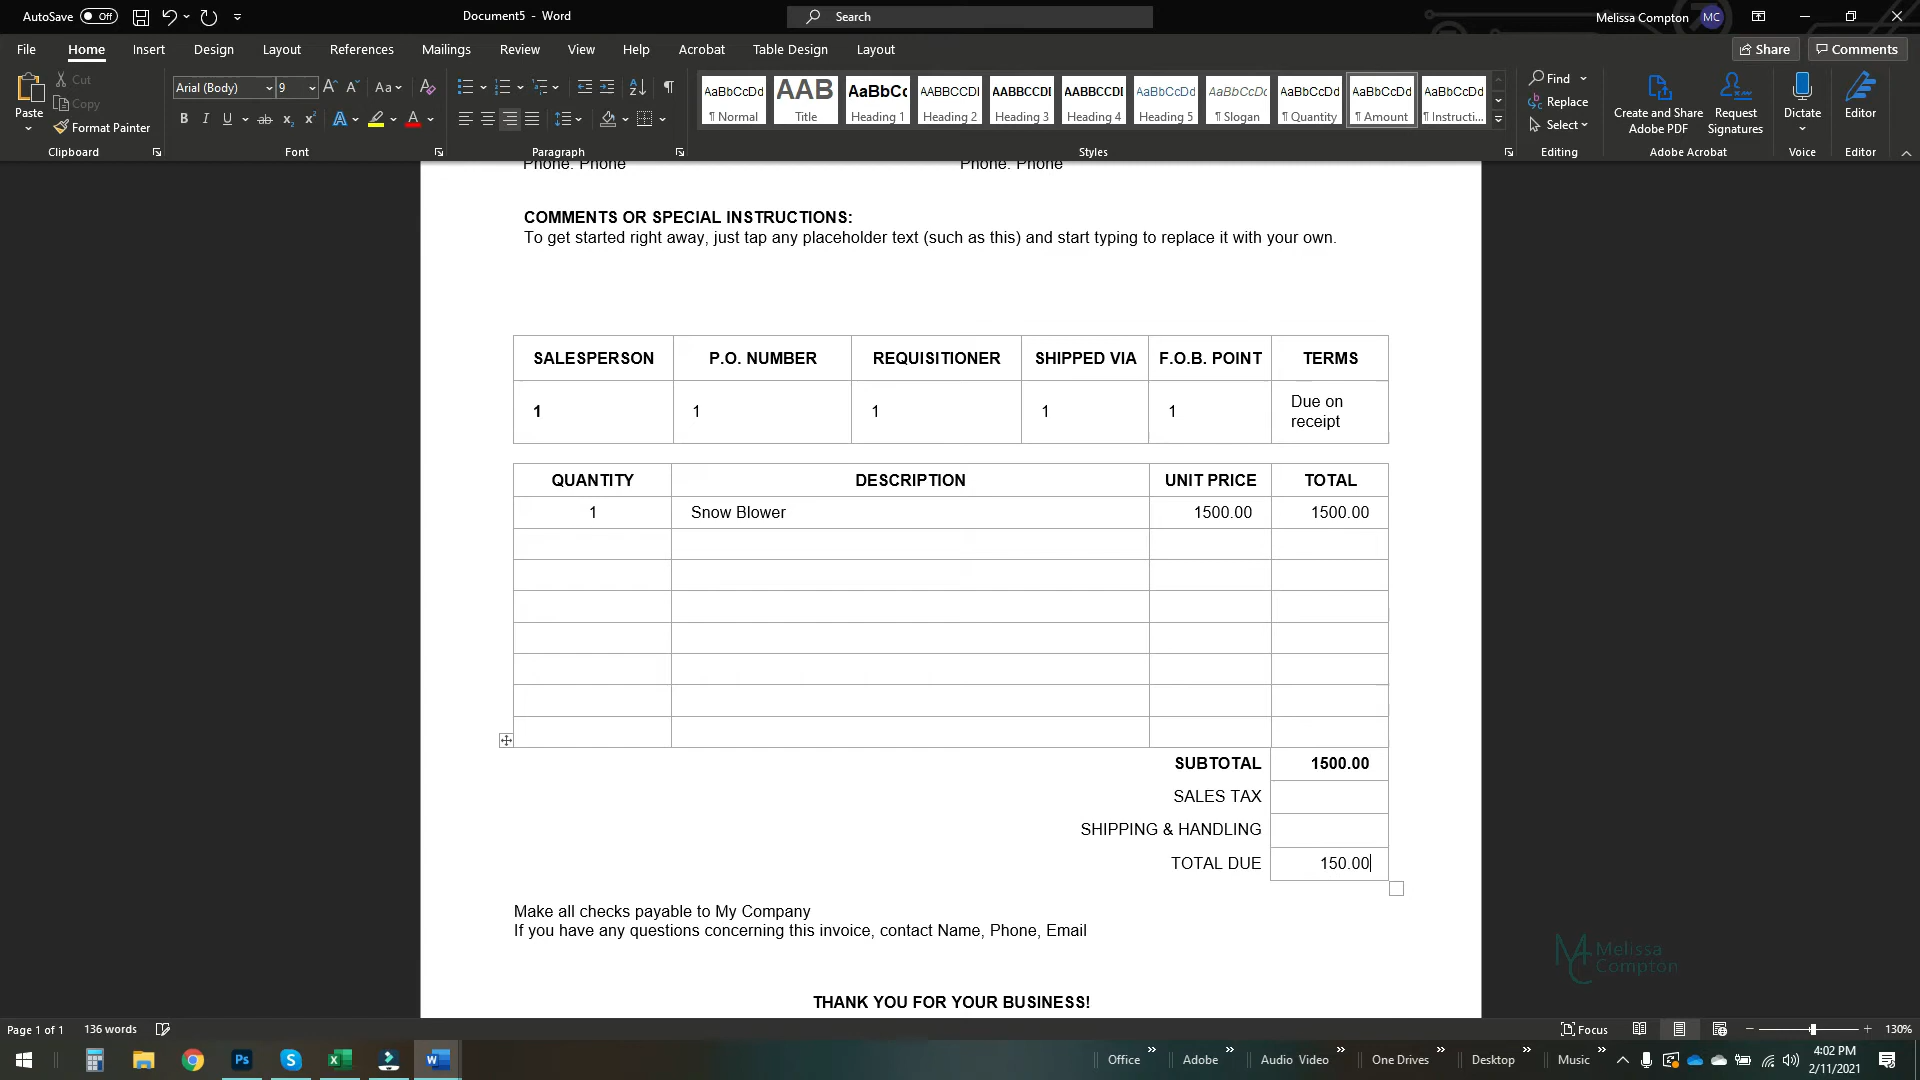 AutoSave Off Document5 - Word Search Melissa Compton MC
File Home Insert Design Layout References Mailings Review View Help Acrobat Table Design Layout Share Comments
Paste Cut Copy Format Painter
Clipboard
Arial (Body) 9 Aa
B I U ab x₂ x² A A
Font
Paragraph
AaBbCcDd AAB AaBbCc AABBCCDI AABBCCDI AABBCCDI AaBbCcDd AaBbCcDc AaBbCcDd AaBbCcDd AaBbCcDd
¶ Normal Title Heading 1 Heading 2 Heading 3 Heading 4 Heading 5 ¶ Slogan ¶ Quantity ¶ Amount ¶ Instructi...
Styles
Find Replace Select
Editing
Create and Share Adobe PDF Request Signatures
Adobe Acrobat
Dictate
Voice
Editor
Editor
Phone: Phone Phone: Phone
COMMENTS OR SPECIAL INSTRUCTIONS:
To get started right away, just tap any placeholder text (such as this) and start typing to replace it with your own.
SALESPERSON P.O. NUMBER REQUISITIONER SHIPPED VIA F.O.B. POINT TERMS
1 1 1 1 1 Due on receipt
QUANTITY DESCRIPTION UNIT PRICE TOTAL
1 Snow Blower 1500.00 1500.00
SUBTOTAL 1500.00
SALES TAX
SHIPPING & HANDLING
TOTAL DUE 150.00
Make all checks payable to My Company
If you have any questions concerning this invoice, contact Name, Phone, Email
MC Melissa Compton
THANK YOU FOR YOUR BUSINESS!
Page 1 of 1 136 words Focus 130%
Office Adobe Audio Video One Drives Desktop Music 4:02 PM
2/11/2021